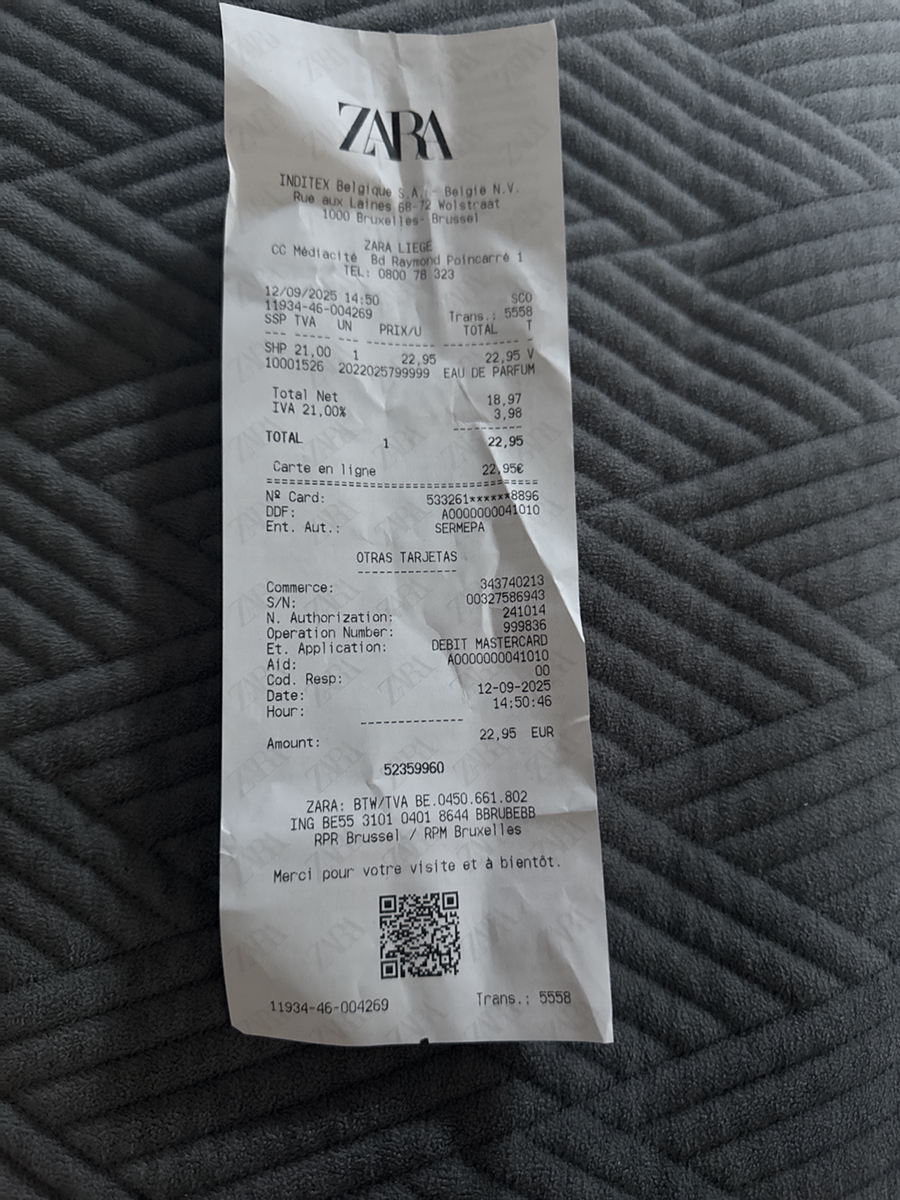 ZARA
INDITEX Belgique S.A. - Belgie N.V.
Rue aux Laines 68-72 Wolstraat
1000 Bruxelles- Brussel
ZARA LIEGE
CC Médiacité Bd Raymond Poincarré 1
TEL: 0800 78 323
12/09/2025 14:50 SCO
11934-46-004269 Trans.: 5558
SSP TVA UN PRIX/U TOTAL T
SHP 21,00 1 22,95 22,95 V
10001526 2022025799999 EAU DE PARFUM
Total Net 18,97
IVA 21,00% 3,98
TOTAL 1 22,95
Carte en ligne 22,95€
Nº Card: 533261******8896
DDF: A0000000041010
Ent. Aut.: SERMEPA
OTRAS TARJETAS
Commerce: 343740213
S/N: 00327586943
N. Authorization: 241014
Operation Number: 999836
Et. Application: DEBIT MASTERCARD
Aid: A0000000041010
Cod. Resp: 00
Date: 12-09-2025
Hour: 14:50:46
Amount: 22,95 EUR
52359960
ZARA: BTW/TVA BE.0450.661.802
ING BE55 3101 0401 8644 BBRUBEBB
RPR Brussel / RPM Bruxelles
Merci pour votre visite et à bientôt.
11934-46-004269 Trans.: 5558